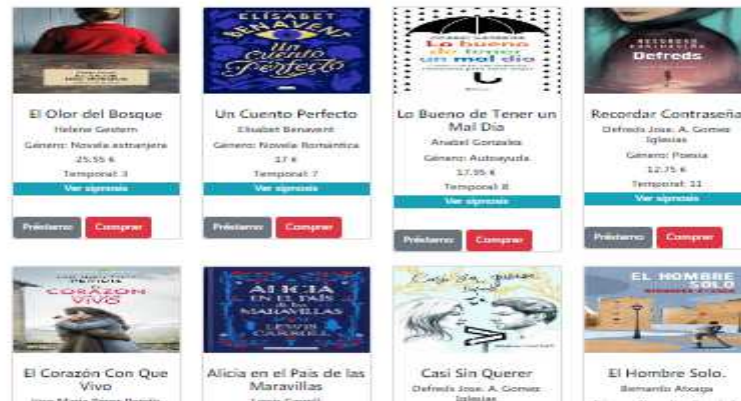 ELÍSABET
BENAVENT
Un
Cuento
Perfecto
Lo bueno
de tener
un mal día
Defreds
El Olor del Bosque
Helene Gestern
Género: Novela extranjera
25.55 €
Temporal: 3
Ver sipnosis
Préstamo Comprar
Un Cuento Perfecto
Elisabet Benavent
Género: Novela Romántica
17 €
Temporal: 7
Ver sipnosis
Préstamo Comprar
Lo Bueno de Tener un
Mal Día
Anabel Gonzalez
Género: Autoayuda
17.95 €
Temporal: 8
Ver sipnosis
Préstamo Comprar
Recordar Contraseña
Defreds Jose. A. Gomez
Iglesias
Género: Poesia
12.75 €
Temporal: 11
Ver sipnosis
Préstamo Comprar
CORAZÓN
VIVO
El Corazón Con Que
Vivo
ALICIA
EN EL PAÍS
de las
MARAVILLAS
LEWIS
CARROLL
Alicia en el País de las
Maravillas
Lewis Carroll
Casi sin querer
Casi Sin Querer
Defreds Jose. A. Gomez
Iglesias
EL HOMBRE
SOLO
El Hombre Solo.
Bernardo Atxaga